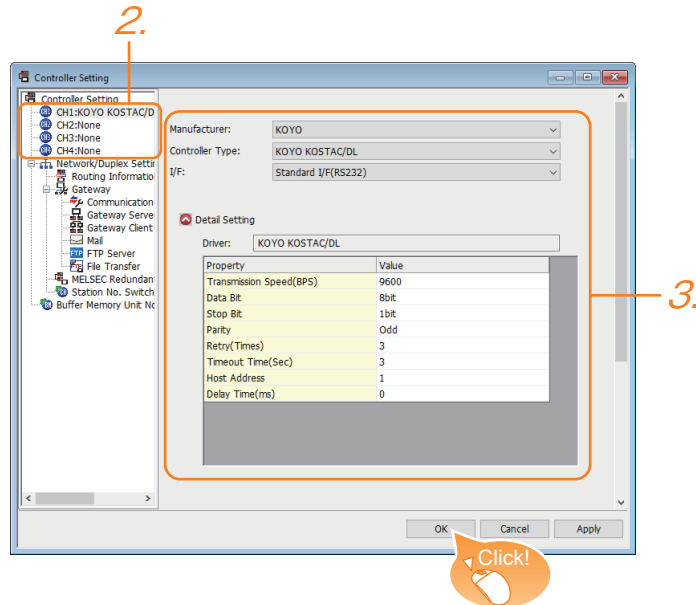 2.
Controller Setting
Controller Setting
CH1:KOYO KOSTAC/D
CH2:None
CH3:None
CH4:None
Network/Duplex Settin
Routing Informatio
Gateway
Communication
Gateway Serve
Gateway Client
Mail
FTP Server
File Transfer
MELSEC Redundan
Station No. Switch
Buffer Memory Unit No
Manufacturer: KOYO
Controller Type: KOYO KOSTAC/DL
I/F: Standard I/F(RS232)
Detail Setting
Driver: KOYO KOSTAC/DL
Property Value
Transmission Speed(BPS) 9600
Data Bit 8bit
Stop Bit 1bit
Parity Odd
Retry(Times) 3
Timeout Time(Sec) 3
Host Address 1
Delay Time(ms) 0
3.
OK Cancel Apply
Click!